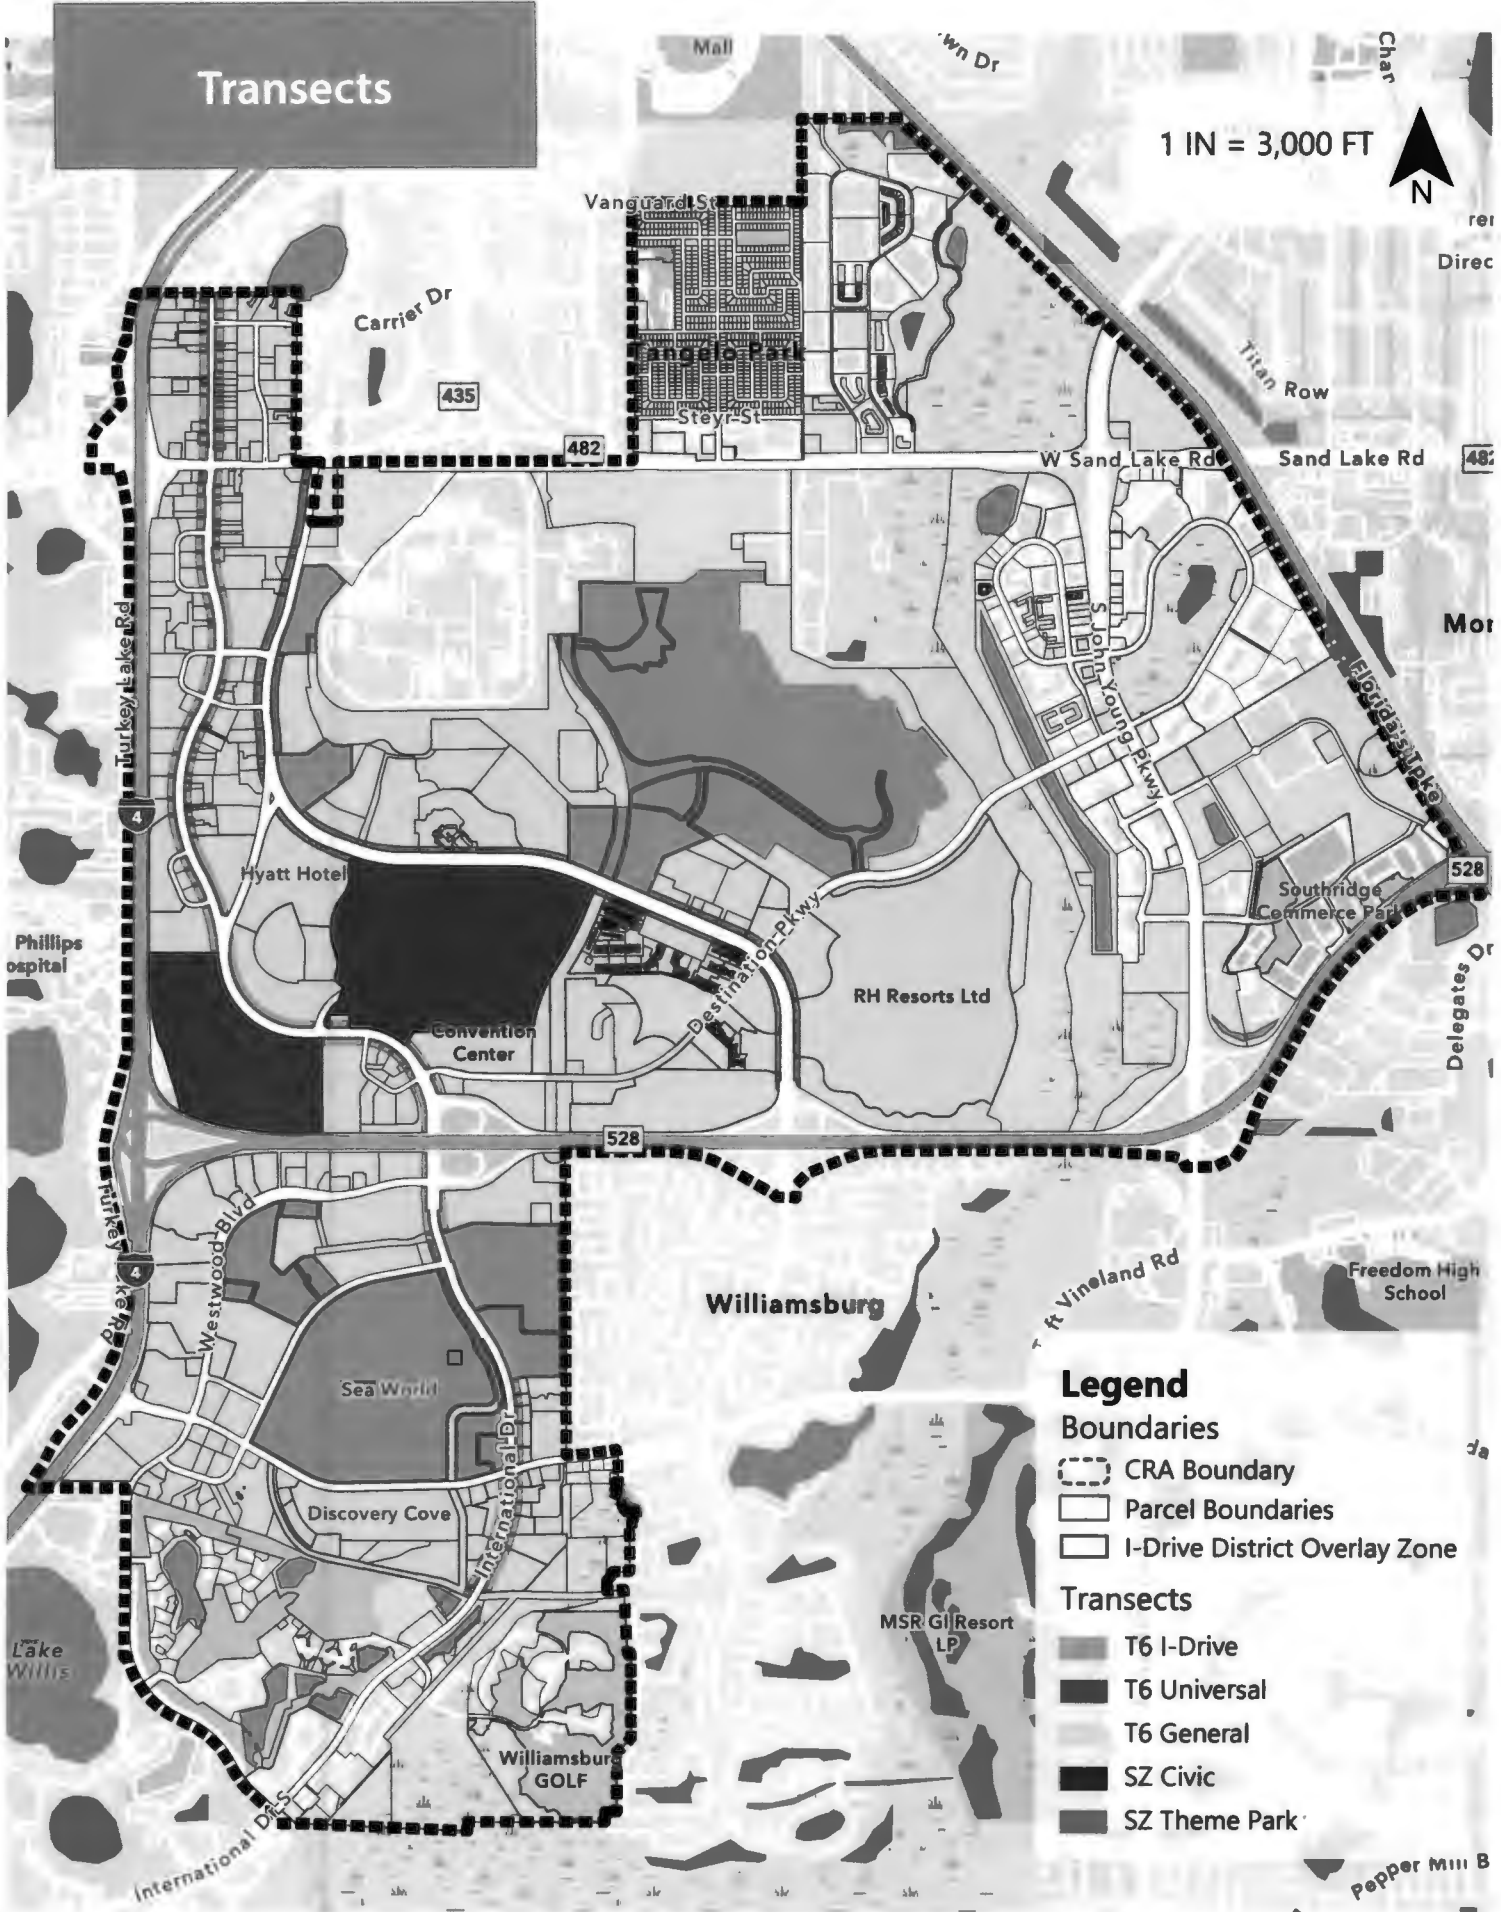 Transects
Mall
wn Dr
Char
1 IN = 3,000 FT
N
Vanguard St
Direc
Carrier Dr
Tangelo Park
Titan Row
435
Steyr St
482
W Sand Lake Rd
Sand Lake Rd
482
Turkey Lake Rd
S John Young Pkwy
Mor
Florida's Tpke
4
Hyatt Hotel
528
Southridge
Commerce Park
Phillips
ospital
Destination Pkwy
RH Resorts Ltd
Delegates Dr
Convention
Center
528
Turkey Lake Rd
Westwood Blvd
4
Williamsburg
ft Vineland Rd
Freedom High
School
Sea World
International Dr
Discovery Cove
Legend
Boundaries
CRA Boundary
Parcel Boundaries
I-Drive District Overlay Zone
Transects
T6 I-Drive
T6 Universal
T6 General
SZ Civic
SZ Theme Park
da
Lake
Willis
MSR GI Resort
LP
Williamsburg
GOLF
International Dr S
Pepper Mill B